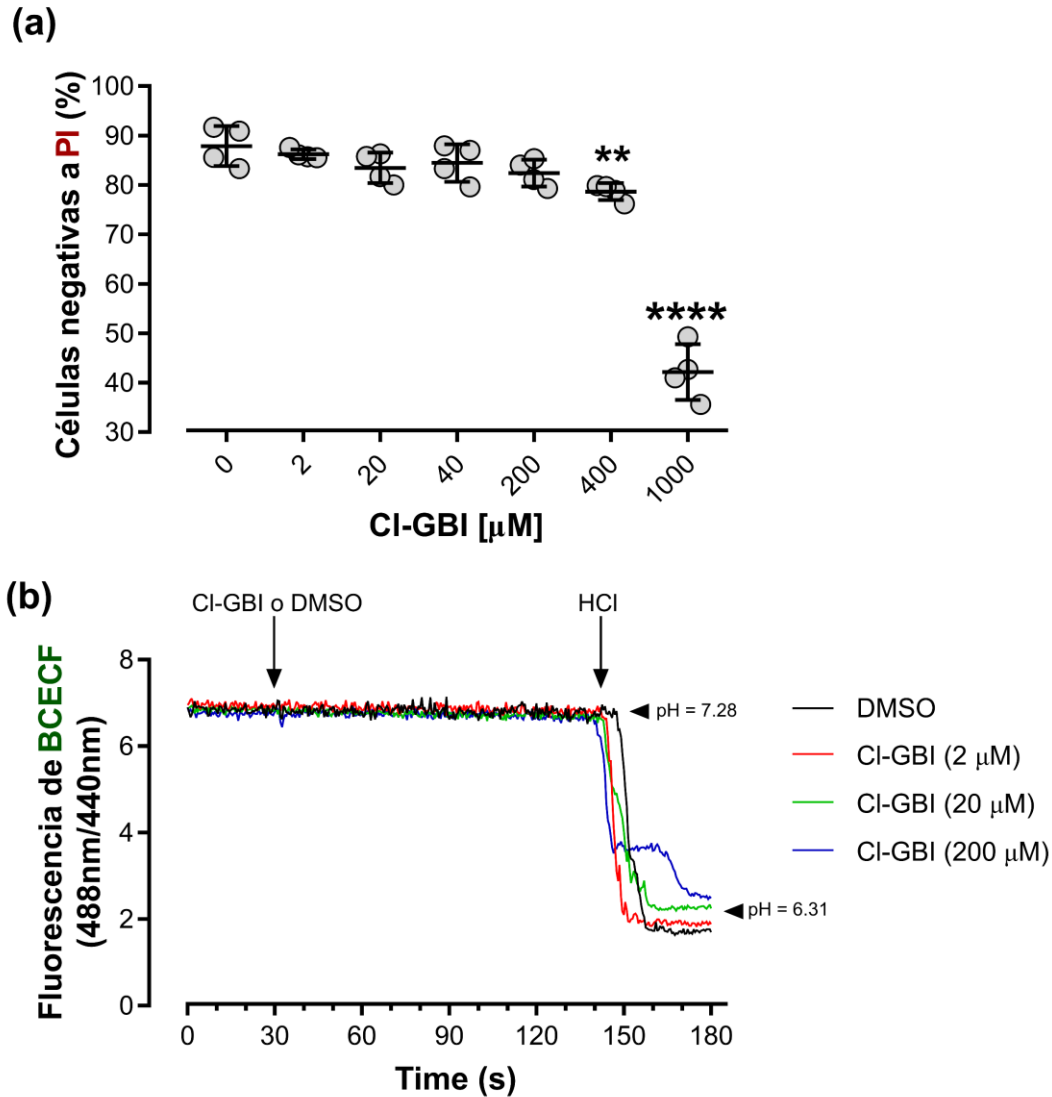 (a)
Células negativas a PI (%)
100
90
80
70
60
50
40
30
**
****
0
2
20
40
200
400
1000
Cl-GBI [μM]
(b)
Cl-GBI o DMSO
HCl
Fluorescencia de BCECF
(488nm/440nm)
8
6
4
2
0
pH = 7.28
pH = 6.31
DMSO
Cl-GBI (2 μM)
Cl-GBI (20 μM)
Cl-GBI (200 μM)
0
30
60
90
120
150
180
Time (s)